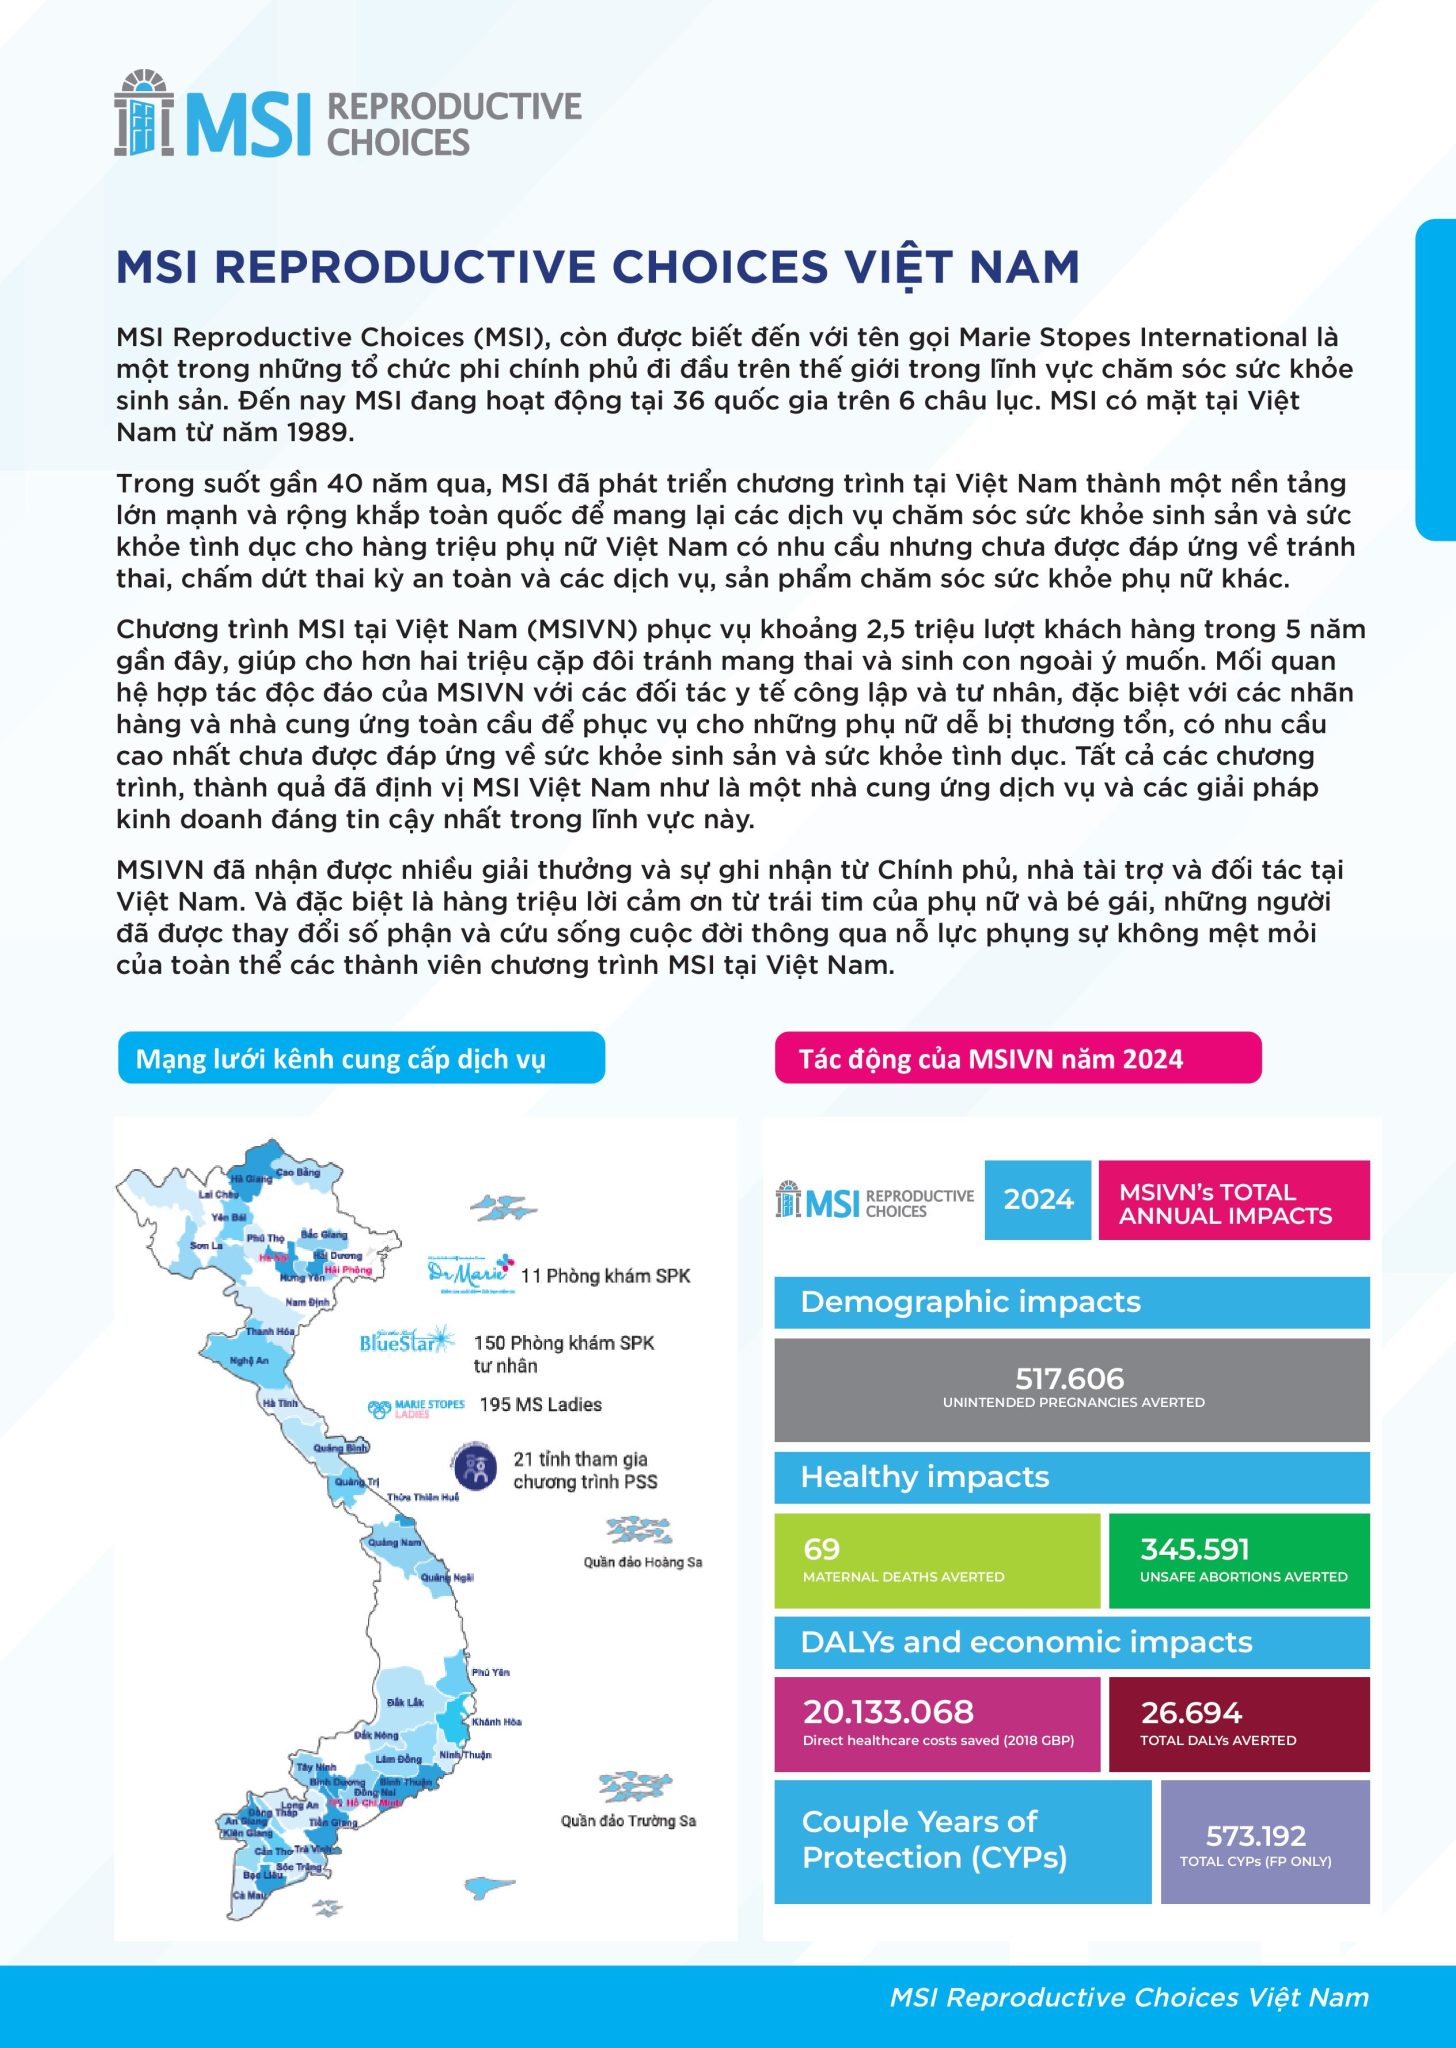 MSI REPRODUCTIVE
CHOICES
MSI REPRODUCTIVE CHOICES VIỆT NAM
MSI Reproductive Choices (MSI), còn được biết đến với tên gọi Marie Stopes International là
một trong những tổ chức phi chính phủ đi đầu trên thế giới trong lĩnh vực chăm sóc sức khỏe
sinh sản. Đến nay MSI đang hoạt động tại 36 quốc gia trên 6 châu lục. MSI có mặt tại Việt
Nam từ năm 1989.
Trong suốt gần 40 năm qua, MSI đã phát triển chương trình tại Việt Nam thành một nền tảng
lớn mạnh và rộng khắp toàn quốc để mang lại các dịch vụ chăm sóc sức khỏe sinh sản và sức
khỏe tình dục cho hàng triệu phụ nữ Việt Nam có nhu cầu nhưng chưa được đáp ứng về tránh
thai, chấm dứt thai kỳ an toàn và các dịch vụ, sản phẩm chăm sóc sức khỏe phụ nữ khác.
Chương trình MSI tại Việt Nam (MSIVN) phục vụ khoảng 2,5 triệu lượt khách hàng trong 5 năm
gần đây, giúp cho hơn hai triệu cặp đôi tránh mang thai và sinh con ngoài ý muốn. Mối quan
hệ hợp tác độc đáo của MSIVN với các đối tác y tế công lập và tư nhân, đặc biệt với các nhãn
hàng và nhà cung ứng toàn cầu để phục vụ cho những phụ nữ dễ bị thương tổn, có nhu cầu
cao nhất chưa được đáp ứng về sức khỏe sinh sản và sức khỏe tình dục. Tất cả các chương
trình, thành quả đã định vị MSI Việt Nam như là một nhà cung ứng dịch vụ và các giải pháp
kinh doanh đáng tin cậy nhất trong lĩnh vực này.
MSIVN đã nhận được nhiều giải thưởng và sự ghi nhận từ Chính phủ, nhà tài trợ và đối tác tại
Việt Nam. Và đặc biệt là hàng triệu lời cảm ơn từ trái tim của phụ nữ và bé gái, những người
đã được thay đổi số phận và cứu sống cuộc đời thông qua nỗ lực phụng sự không mệt mỏi
của toàn thể các thành viên chương trình MSI tại Việt Nam.
Mạng lưới kênh cung cấp dịch vụ
Hà Giang
Cao Bằng
Lai Châu
Yên Bái
Sơn La
Phú Thọ
Bắc Giang
Hà Nội
Hải Dương
Hải Phòng
Hưng Yên
Nam Định
Thanh Hóa
Nghệ An
Hà Tĩnh
Quảng Bình
Quảng Trị
Thừa Thiên Huế
Quảng Nam
Quảng Ngãi
Phú Yên
Đắk Lắk
Khánh Hòa
Đắk Nông
Ninh Thuận
Lâm Đồng
Tây Ninh
Bình Dương
Bình Thuận
Đồng Nai
Hồ Chí Minh
Long An
Đồng Tháp
An Giang
Tiền Giang
Kiên Giang
Cần Thơ
Trà Vinh
Sóc Trăng
Bạc Liêu
Cà Mau
Dr Marie
11 Phòng khám SPK
BlueStar
150 Phòng khám SPK
tư nhân
MARIE STOPES
LADIES
195 MS Ladies
21 tỉnh tham gia
chương trình PSS
Quần đảo Hoàng Sa
Quần đảo Trường Sa
Tác động của MSIVN năm 2024
MSI REPRODUCTIVE
CHOICES
2024
MSIVN's TOTAL
ANNUAL IMPACTS
Demographic impacts
517.606
UNINTENDED PREGNANCIES AVERTED
Healthy impacts
69
MATERNAL DEATHS AVERTED
345.591
UNSAFE ABORTIONS AVERTED
DALYs and economic impacts
20.133.068
Direct healthcare costs saved (2018 GBP)
26.694
TOTAL DALYs AVERTED
Couple Years of
Protection (CYPs)
573.192
TOTAL CYPs (FP ONLY)
MSI Reproductive Choices Việt Nam